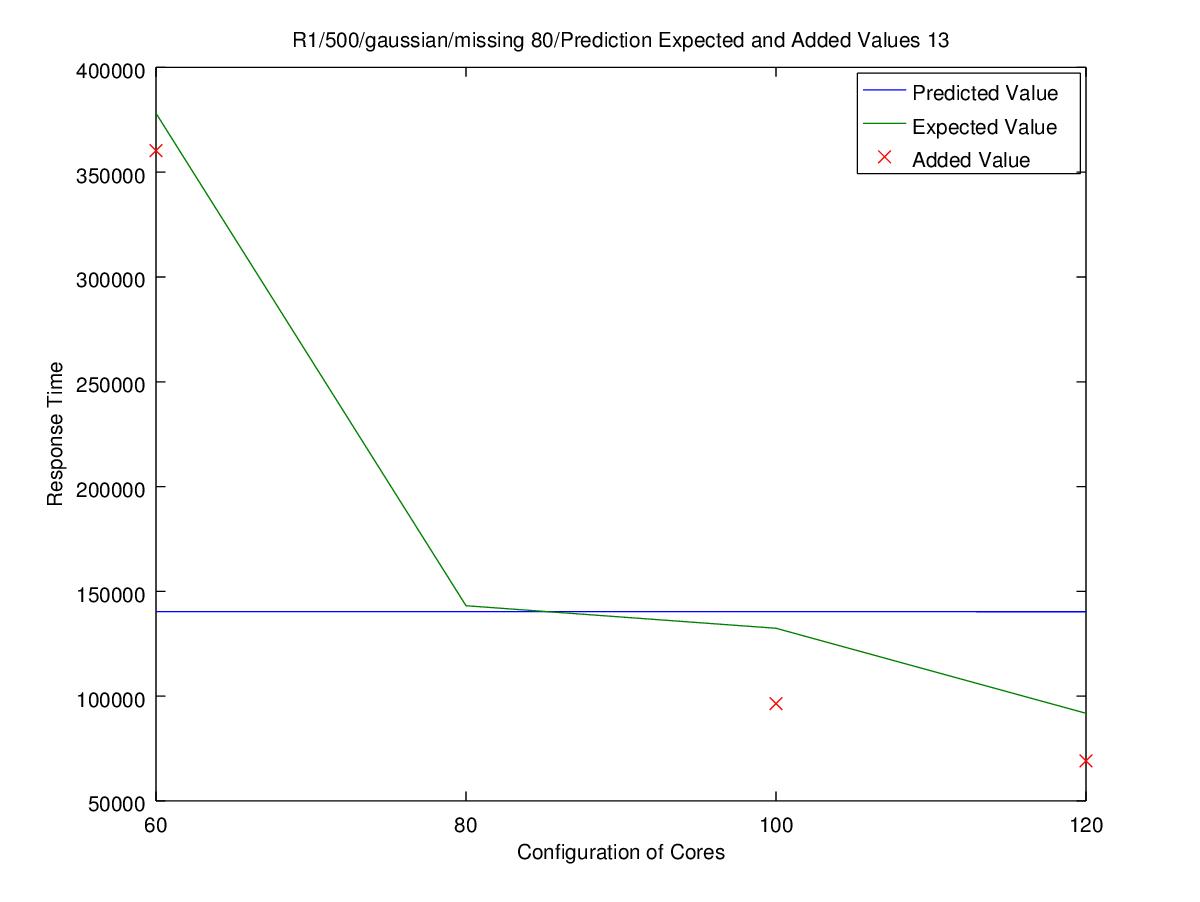 R1/500/gaussian/missing 80/Prediction Expected and Added Values 13
400000
350000
300000
250000
200000
150000
100000
50000
Response Time
Predicted Value
Expected Value
Added Value
60 80 100 120
Configuration of Cores